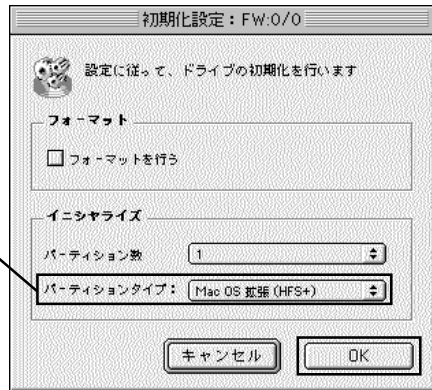 初期化設定：FW:0/0
設定に従って、ドライブの初期化を行います
フォーマット
フォーマットを行う
イニシャライズ
パーティション数 1
パーティションタイプ： Mac OS 拡張 (HFS+)
キャンセル OK